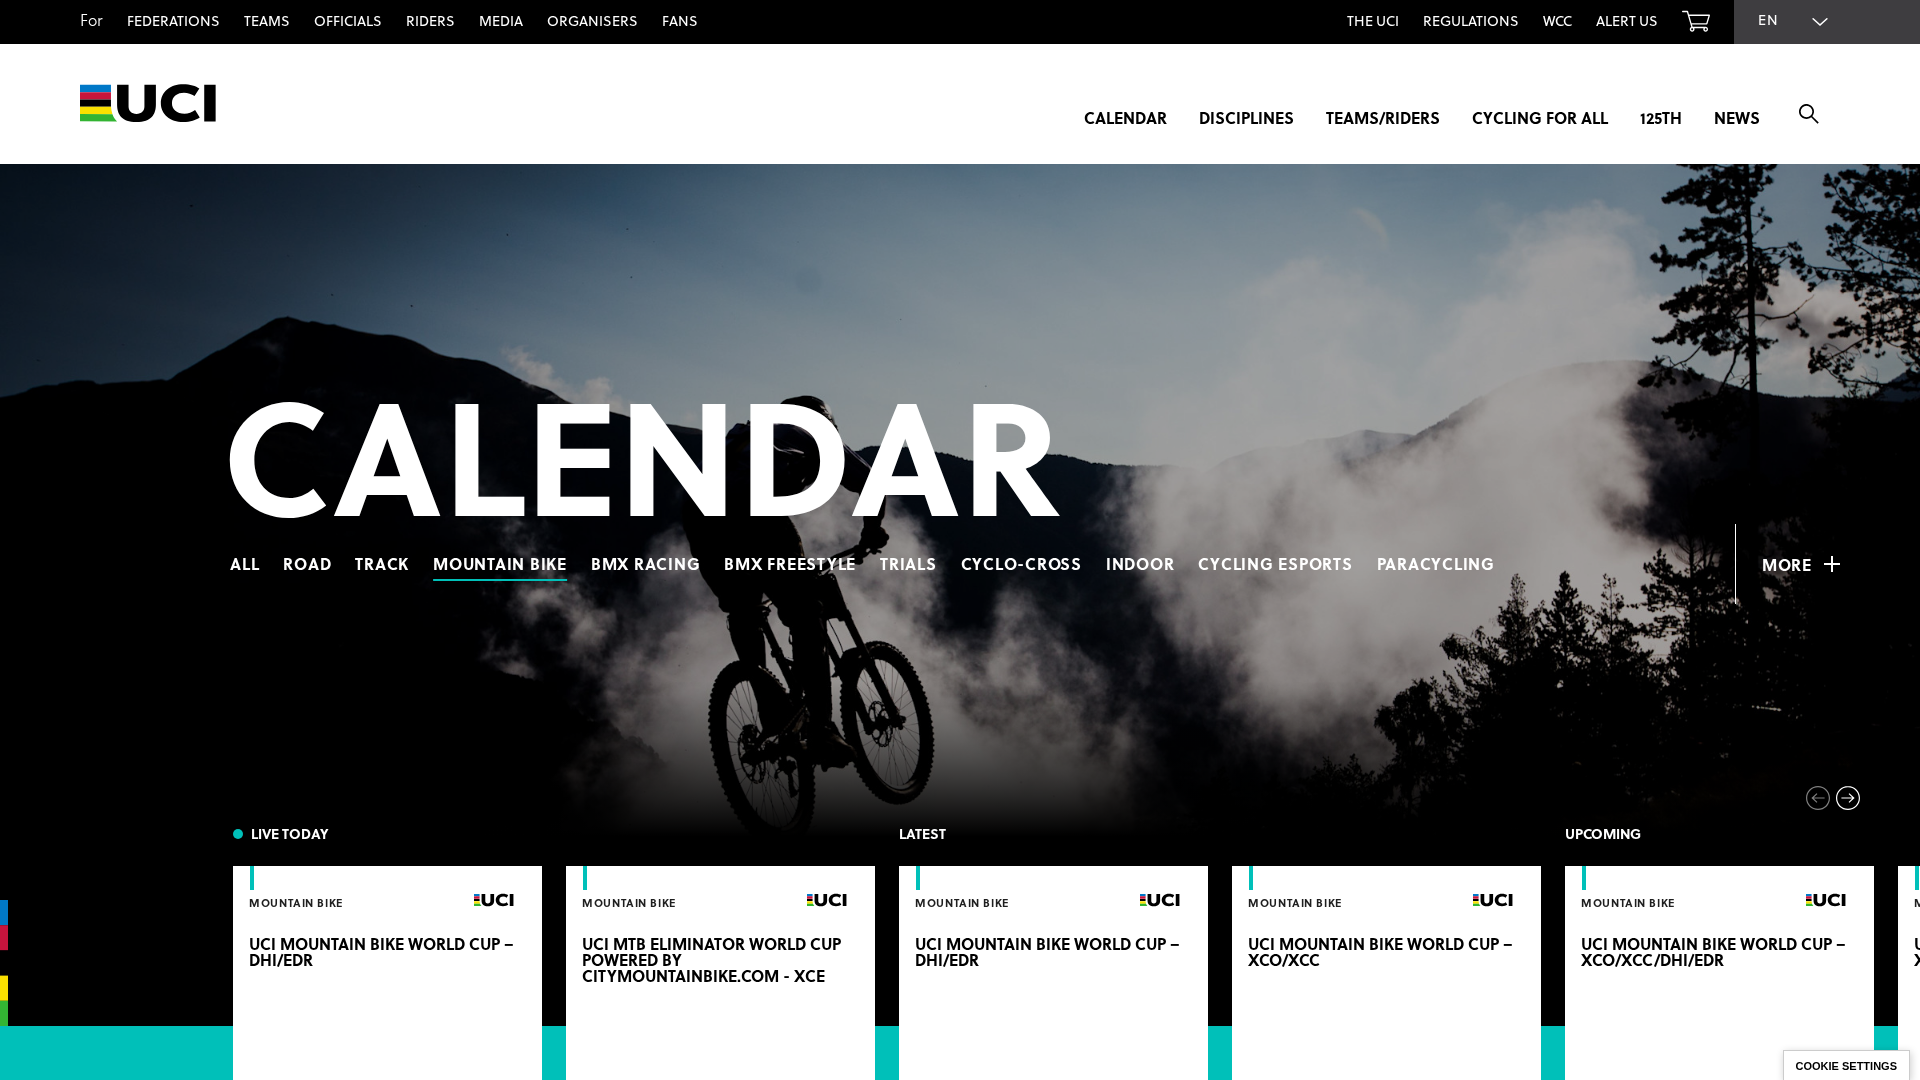 For FEDERATIONS TEAMS OFFICIALS RIDERS MEDIA ORGANISERS FANS THE UCI REGULATIONS WCC ALERT US EN
UCI
CALENDAR DISCIPLINES TEAMS/RIDERS CYCLING FOR ALL 125TH NEWS
CALENDAR
ALL ROAD TRACK MOUNTAIN BIKE BMX RACING BMX FREESTYLE TRIALS CYCLO-CROSS INDOOR CYCLING ESPORTS PARACYCLING
MORE
LIVE TODAY
LATEST
UPCOMING
MOUNTAIN BIKE UCI
UCI MOUNTAIN BIKE WORLD CUP –
DHI/EDR
MOUNTAIN BIKE UCI
UCI MTB ELIMINATOR WORLD CUP
POWERED BY
CITYMOUNTAINBIKE.COM - XCE
MOUNTAIN BIKE UCI
UCI MOUNTAIN BIKE WORLD CUP –
DHI/EDR
MOUNTAIN BIKE UCI
UCI MOUNTAIN BIKE WORLD CUP –
XCO/XCC
MOUNTAIN BIKE UCI
UCI MOUNTAIN BIKE WORLD CUP –
XCO/XCC/DHI/EDR
COOKIE SETTINGS